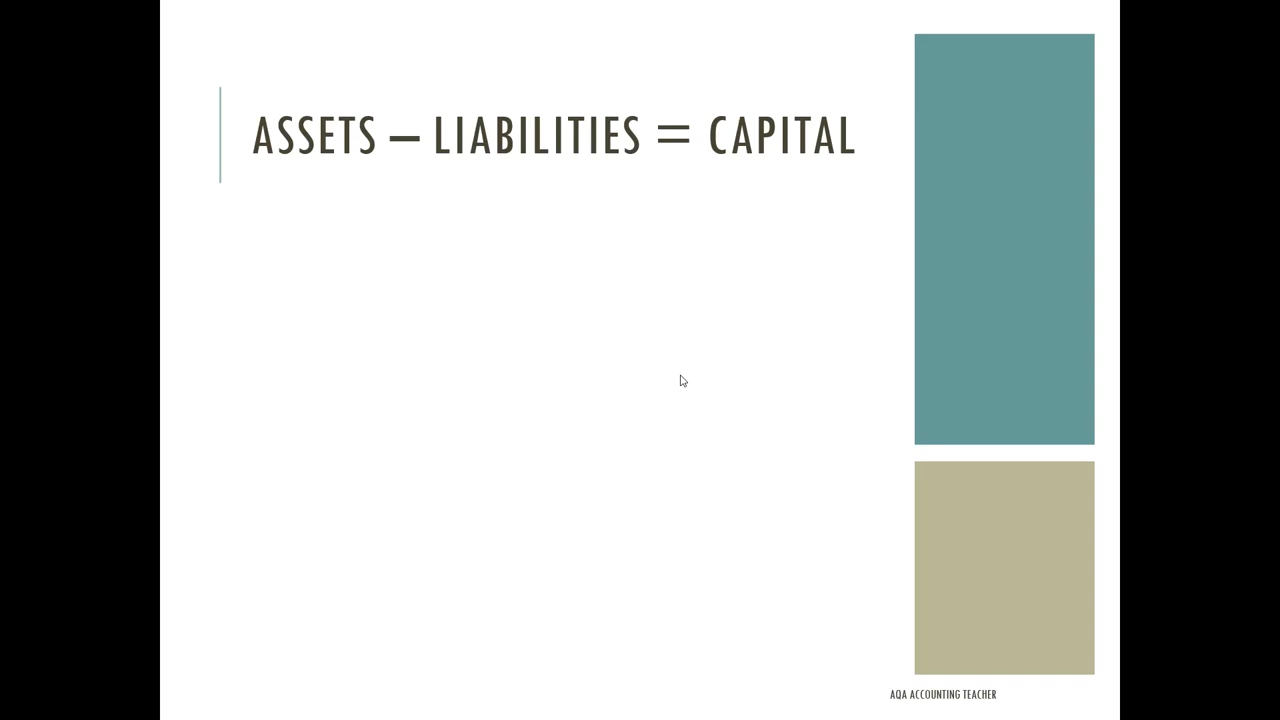 ASSETS – LIABILITIES = CAPITAL
AQA ACCOUNTING TEACHER